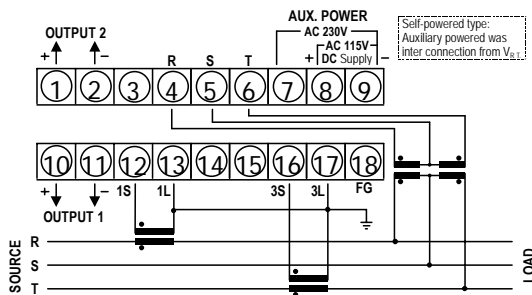 AUX. POWER
OUTPUT 2
AC 230V
Self-powered type:
Auxiliary powered was
inter connection from VR.T.
+ − R S T + AC 115V −
DC Supply
1 2 3 4 5 6 7 8 9
10 11 12 13 14 15 16 17 18
+ − 1S 1L 3S 3L FG
OUTPUT 1
SOURCE
R
S
T
LOAD